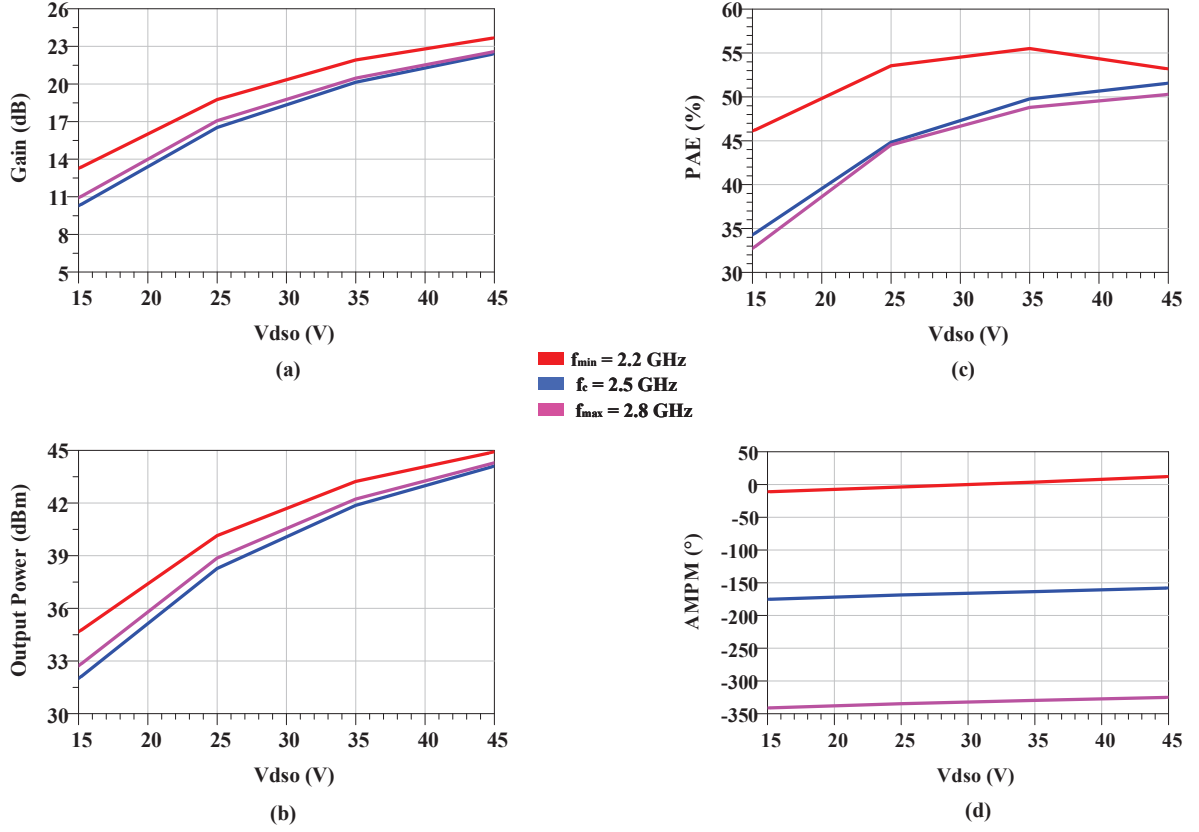 26
23
20
17
14
11
8
5
Gain (dB)
15 20 25 30 35 40 45
Vdso (V)
(a)
60
55
50
45
40
35
30
PAE (%)
15 20 25 30 35 40 45
Vdso (V)
(c)
fmin = 2.2 GHz
fc = 2.5GHz
fmax = 2.8 GHz
45
42
39
36
33
30
Output Power (dBm)
15 20 25 30 35 40 45
Vdso (V)
(b)
50
0
-50
-100
-150
-200
-250
-300
-350
AMPM (°)
15 20 25 30 35 40 45
Vdso (V)
(d)